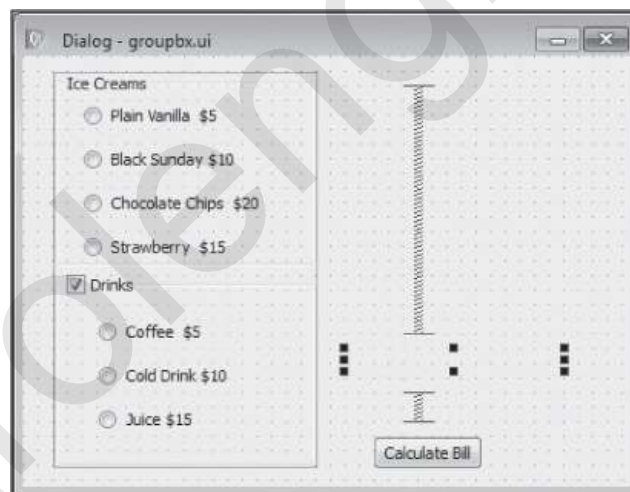 Dialog - groupbx.ui
Ice Creams
Plain Vanilla $5
Black Sunday $10
Chocolate Chips $20
Strawberry $15
Drinks
Coffee $5
Cold Drink $10
Juice $15
Calculate Bill